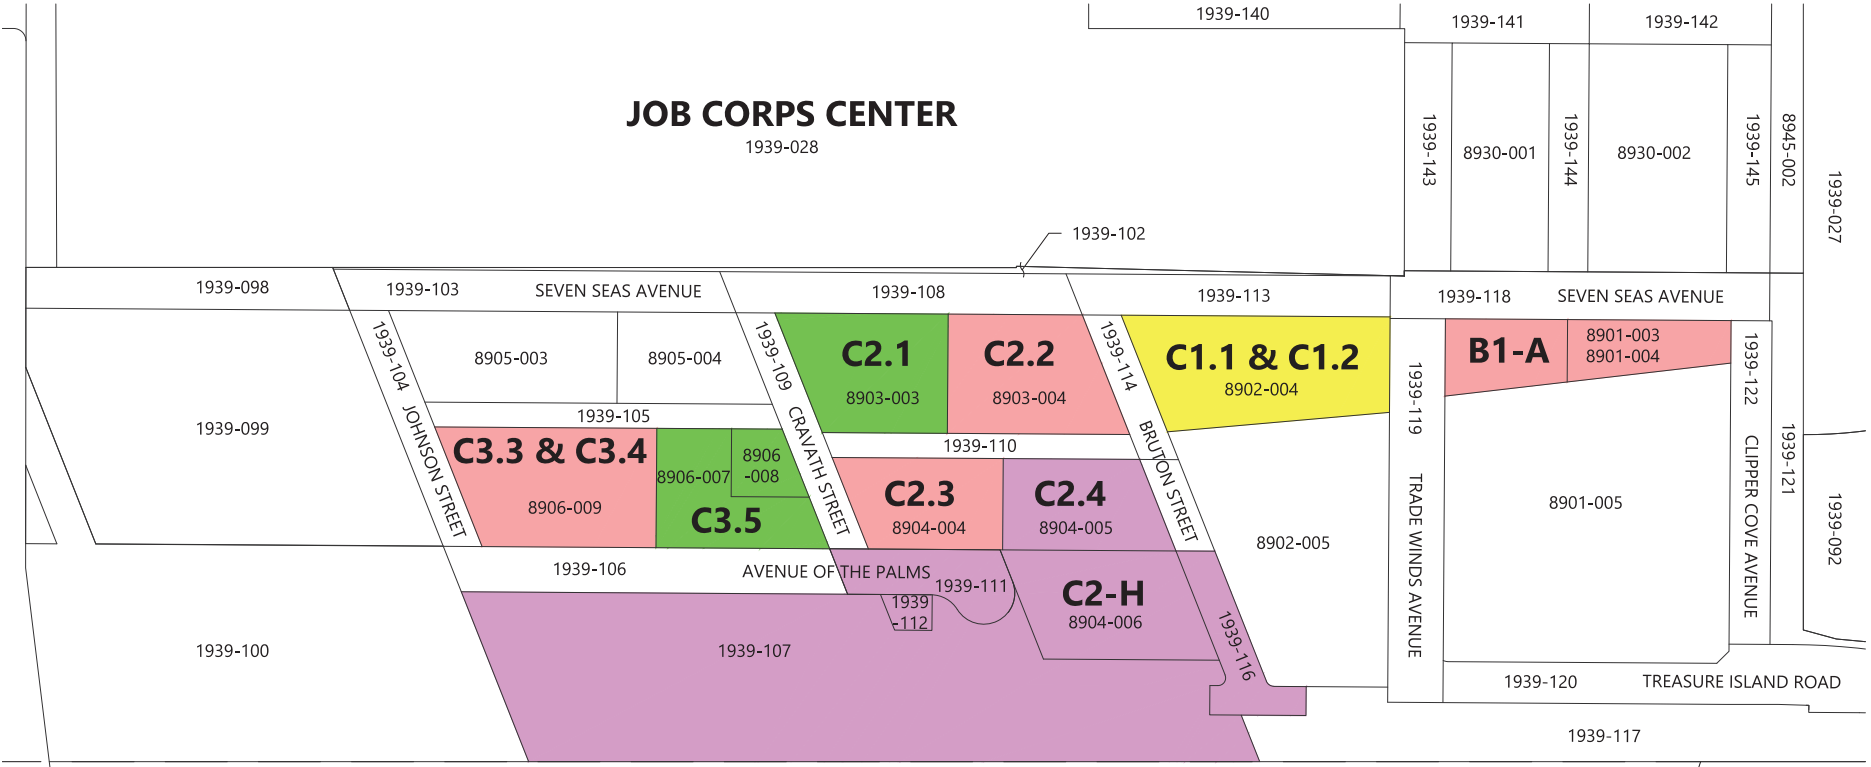 1939-140
1939-141
1939-142
JOB CORPS CENTER
1939-028
1939-143
8930-001
1939-144
8930-002
1939-145
8945-002
1939-027
1939-102
1939-098
1939-103
SEVEN SEAS AVENUE
1939-108
1939-113
1939-118
SEVEN SEAS AVENUE
1939-104
JOHNSON STREET
8905-003
8905-004
1939-109
CRAVATH STREET
C2.1
8903-003
C2.2
8903-004
1939-114
BRUTON STREET
C1.1 & C1.2
8902-004
1939-119
TRADE WINDS AVENUE
B1-A
8901-003
8901-004
1939-122
CLIPPER COVE AVENUE
1939-121
1939-099
1939-105
1939-110
C3.3 & C3.4
8906-009
8906-007
8906
-008
C3.5
C2.3
8904-004
C2.4
8904-005
8902-005
8901-005
1939-092
1939-106
AVENUE OF THE PALMS
1939-111
1939
-112
C2-H
8904-006
1939-116
1939-100
1939-107
1939-120
TREASURE ISLAND ROAD
1939-117